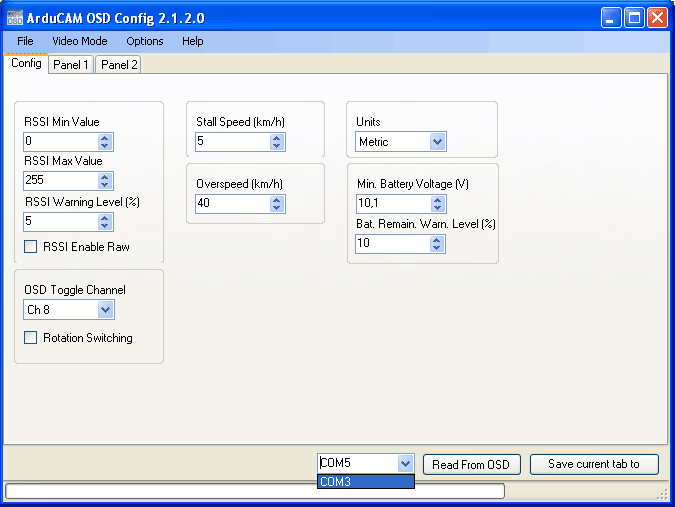 OSD
ArduCAM OSD Config 2.1.2.0
File Video Mode Options Help
Config Panel 1 Panel 2
RSSI Min Value
0
RSSI Max Value
255
RSSI Warning Level (%)
5
RSSI Enable Raw
OSD Toggle Channel
Ch 8
Rotation Switching
Stall Speed (km/h)
5
Overspeed (km/h)
40
Units
Metric
Min. Battery Voltage (V)
10,1
Bat. Remain. Warn. Level (%)
10
COM5
COM3
Read From OSD
Save current tab to